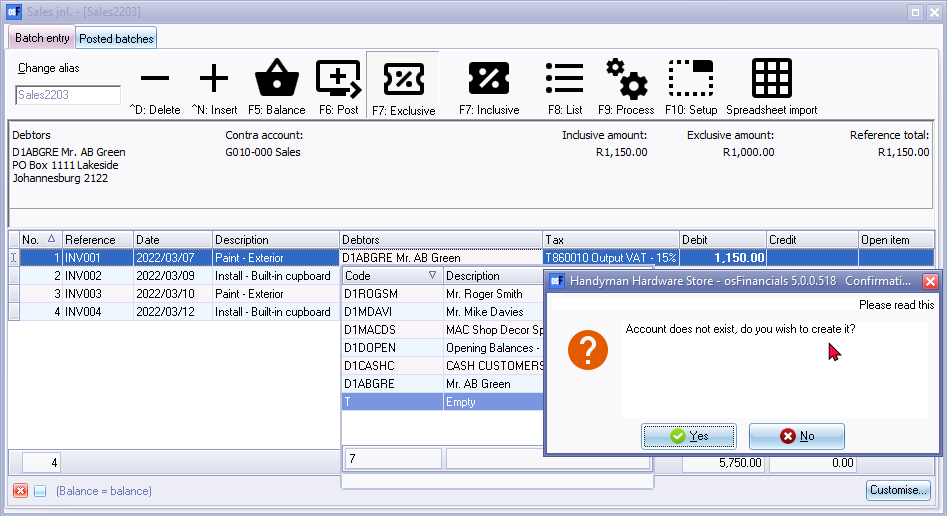 Sales jnl. - [Sales2203]
Batch entry Posted batches
Change alias
Sales2203
^D: Delete ^N: Insert F5: Balance F6: Post F7: Exclusive F7: Inclusive F8: List F9: Process F10: Setup Spreadsheet import
Debtors Contra account: Inclusive amount: Exclusive amount: Reference total:
D1ABGRE Mr. AB Green G010-000 Sales R1,150.00 R1,000.00 R1,150.00
PO Box 1111 Lakeside
Johannesburg 2122
No. Reference Date Description Debtors Tax Debit Credit Open item
1 INV001 2022/03/07 Paint - Exterior D1ABGRE Mr. AB Green T860010 Output VAT - 15% 1,150.00
2 INV002 2022/03/09 Install - Built-in cupboard
3 INV003 2022/03/10 Paint - Exterior
4 INV004 2022/03/12 Install - Built-in cupboard
Code Description
D1ROGSM Mr. Roger Smith
D1MDAVI Mr. Mike Davies
D1MACDS MAC Shop Decor Sp
D1DOPEN Opening Balances -
D1CASHC CASH CUSTOMERS
D1ABGRE Mr. AB Green
T Empty
7
Handyman Hardware Store - osFinancials 5.0.0.518 Confirmati...
Please read this
Account does not exist, do you wish to create it?
Yes No
4 5,750.00 0.00
(Balance = balance) Customise...